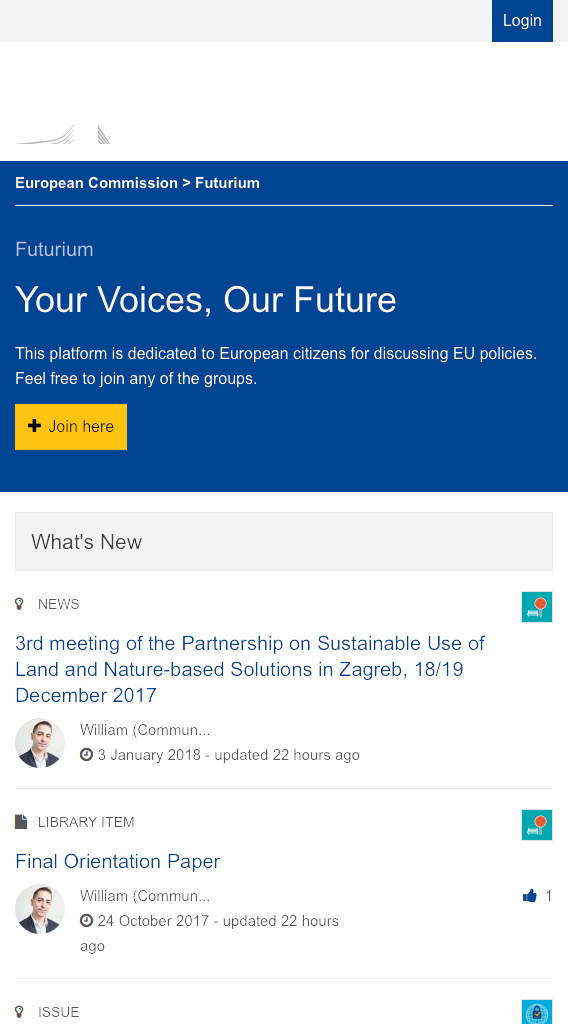 Login
European Commission > Futurium
Futurium
Your Voices, Our Future
This platform is dedicated to European citizens for discussing EU policies.
Feel free to join any of the groups.
Join here
What's New
NEWS
3rd meeting of the Partnership on Sustainable Use of
Land and Nature-based Solutions in Zagreb, 18/19
December 2017
William (Commun...
3 January 2018 - updated 22 hours ago
LIBRARY ITEM
Final Orientation Paper
William (Commun...
1
24 October 2017 - updated 22 hours
ago
ISSUE